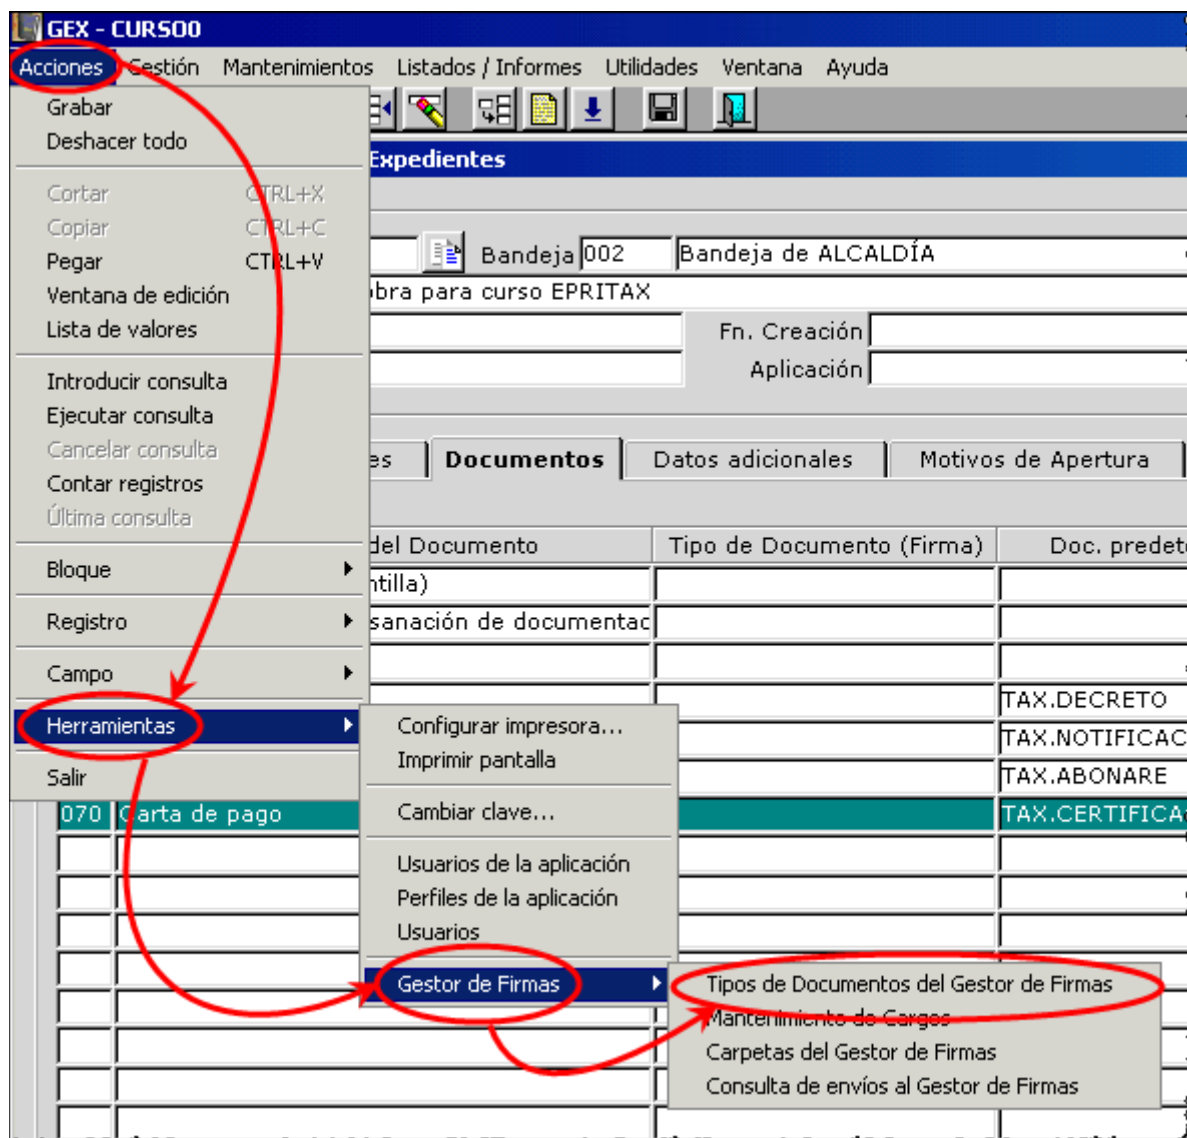 GEX - CURSO0
Acciones Gestión Mantenimientos Listados / Informes Utilidades Ventana Ayuda
Grabar
Deshacer todo
Expedientes
Cortar CTRL+X
Copiar CTRL+C
Pegar CTRL+V
Bandeja 002 Bandeja de ALCALDÍA
Ventana de edición
obra para curso EPRITAX
Lista de valores
Fn. Creación
Aplicación
Introducir consulta
Ejecutar consulta
Cancelar consulta
Contar registros
Última consulta
es Documentos Datos adicionales Motivos de Apertura
del Documento Tipo de Documento (Firma) Doc. predet
Bloque
ntilla)
Registro
sanación de documentac
Campo
TAX.DECRETO
Herramientas
TAX.NOTIFICAC
Salir
TAX.ABONARE
070 Carta de pago TAX.CERTIFICA
Configurar impresora...
Imprimir pantalla
Cambiar clave...
Usuarios de la aplicación
Perfiles de la aplicación
Usuarios
Gestor de Firmas
Tipos de Documentos del Gestor de Firmas
Mantenimiento de Cargos
Carpetas del Gestor de Firmas
Consulta de envíos al Gestor de Firmas